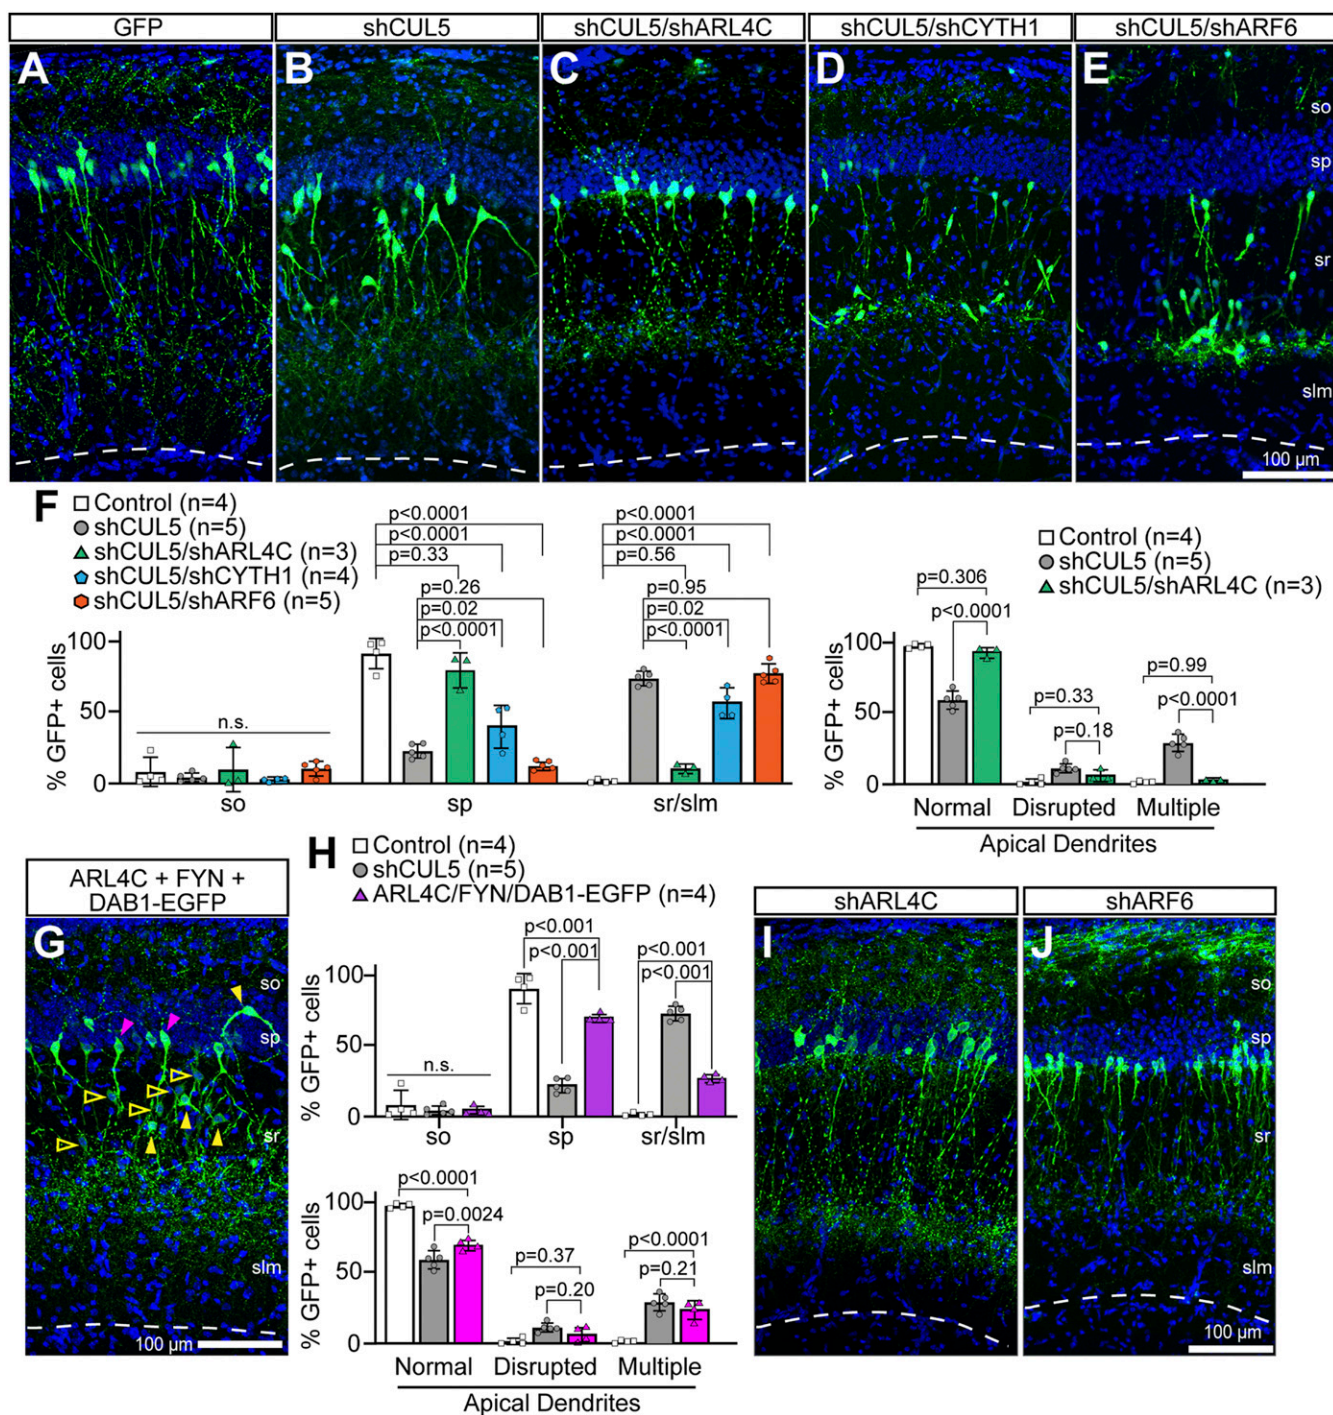 GFP
shCUL5
shCUL5/shARL4C
shCUL5/shCYTH1
shCUL5/shARF6
A
B
C
D
E
so
sp
sr
slm
100 µm
F
Control (n=4)
shCUL5 (n=5)
shCUL5/shARL4C (n=3)
shCUL5/shCYTH1 (n=4)
shCUL5/shARF6 (n=5)
p<0.0001
p<0.0001
p=0.33
p=0.26
p=0.02
p<0.0001
p<0.0001
p<0.0001
p=0.56
p=0.95
p=0.02
p<0.0001
n.s.
% GFP+ cells
100
50
0
so
sp
sr/slm
Control (n=4)
shCUL5 (n=5)
shCUL5/shARL4C (n=3)
p=0.306
p<0.0001
p=0.33
p=0.18
p=0.99
p<0.0001
% GFP+ cells
100
50
0
Normal
Disrupted
Multiple
Apical Dendrites
ARL4C + FYN +
DAB1-EGFP
G
so
sp
sr
slm
100 µm
H
Control (n=4)
shCUL5 (n=5)
ARL4C/FYN/DAB1-EGFP (n=4)
p<0.001
p<0.001
p<0.001
p<0.001
n.s.
% GFP+ cells
100
50
0
so
sp
sr/slm
p<0.0001
p=0.0024
p=0.37
p=0.20
p<0.0001
p=0.21
% GFP+ cells
100
50
0
Normal
Disrupted
Multiple
Apical Dendrites
shARL4C
shARF6
I
J
so
sp
sr
slm
100 µm